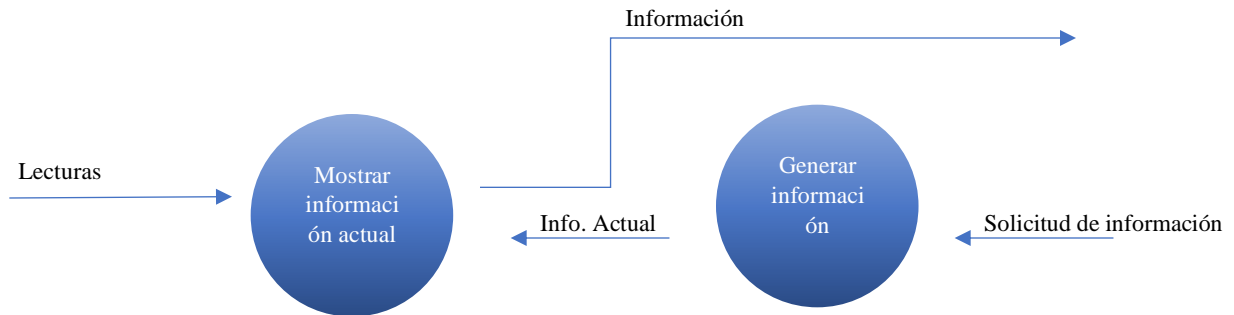 Información
Lecturas
Mostrar
informaci
ón actual
Generar
informaci
ón
Info. Actual
Solicitud de información